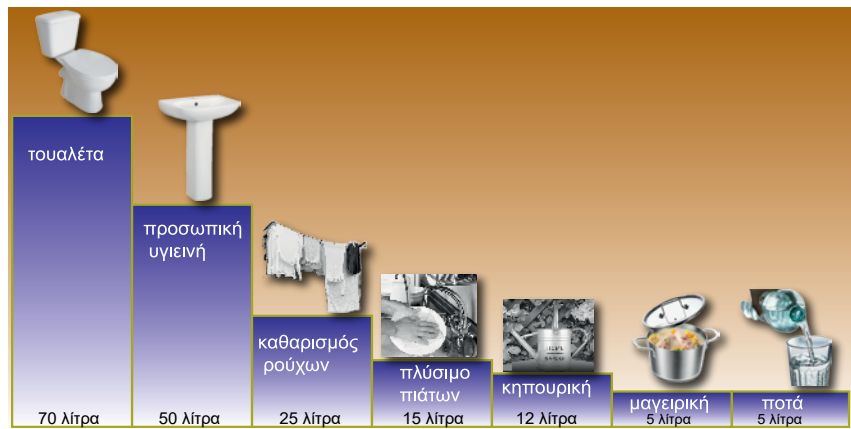 τουαλέτα
70 λίτρα
προσωπική
υγιεινή
50 λίτρα
καθαρισμός
ρούχων
25 λίτρα
πλύσιμο
πιάτων
15 λίτρα
κηπουρική
12 λίτρα
μαγειρική
5 λίτρα
ποτά
5 λίτρα